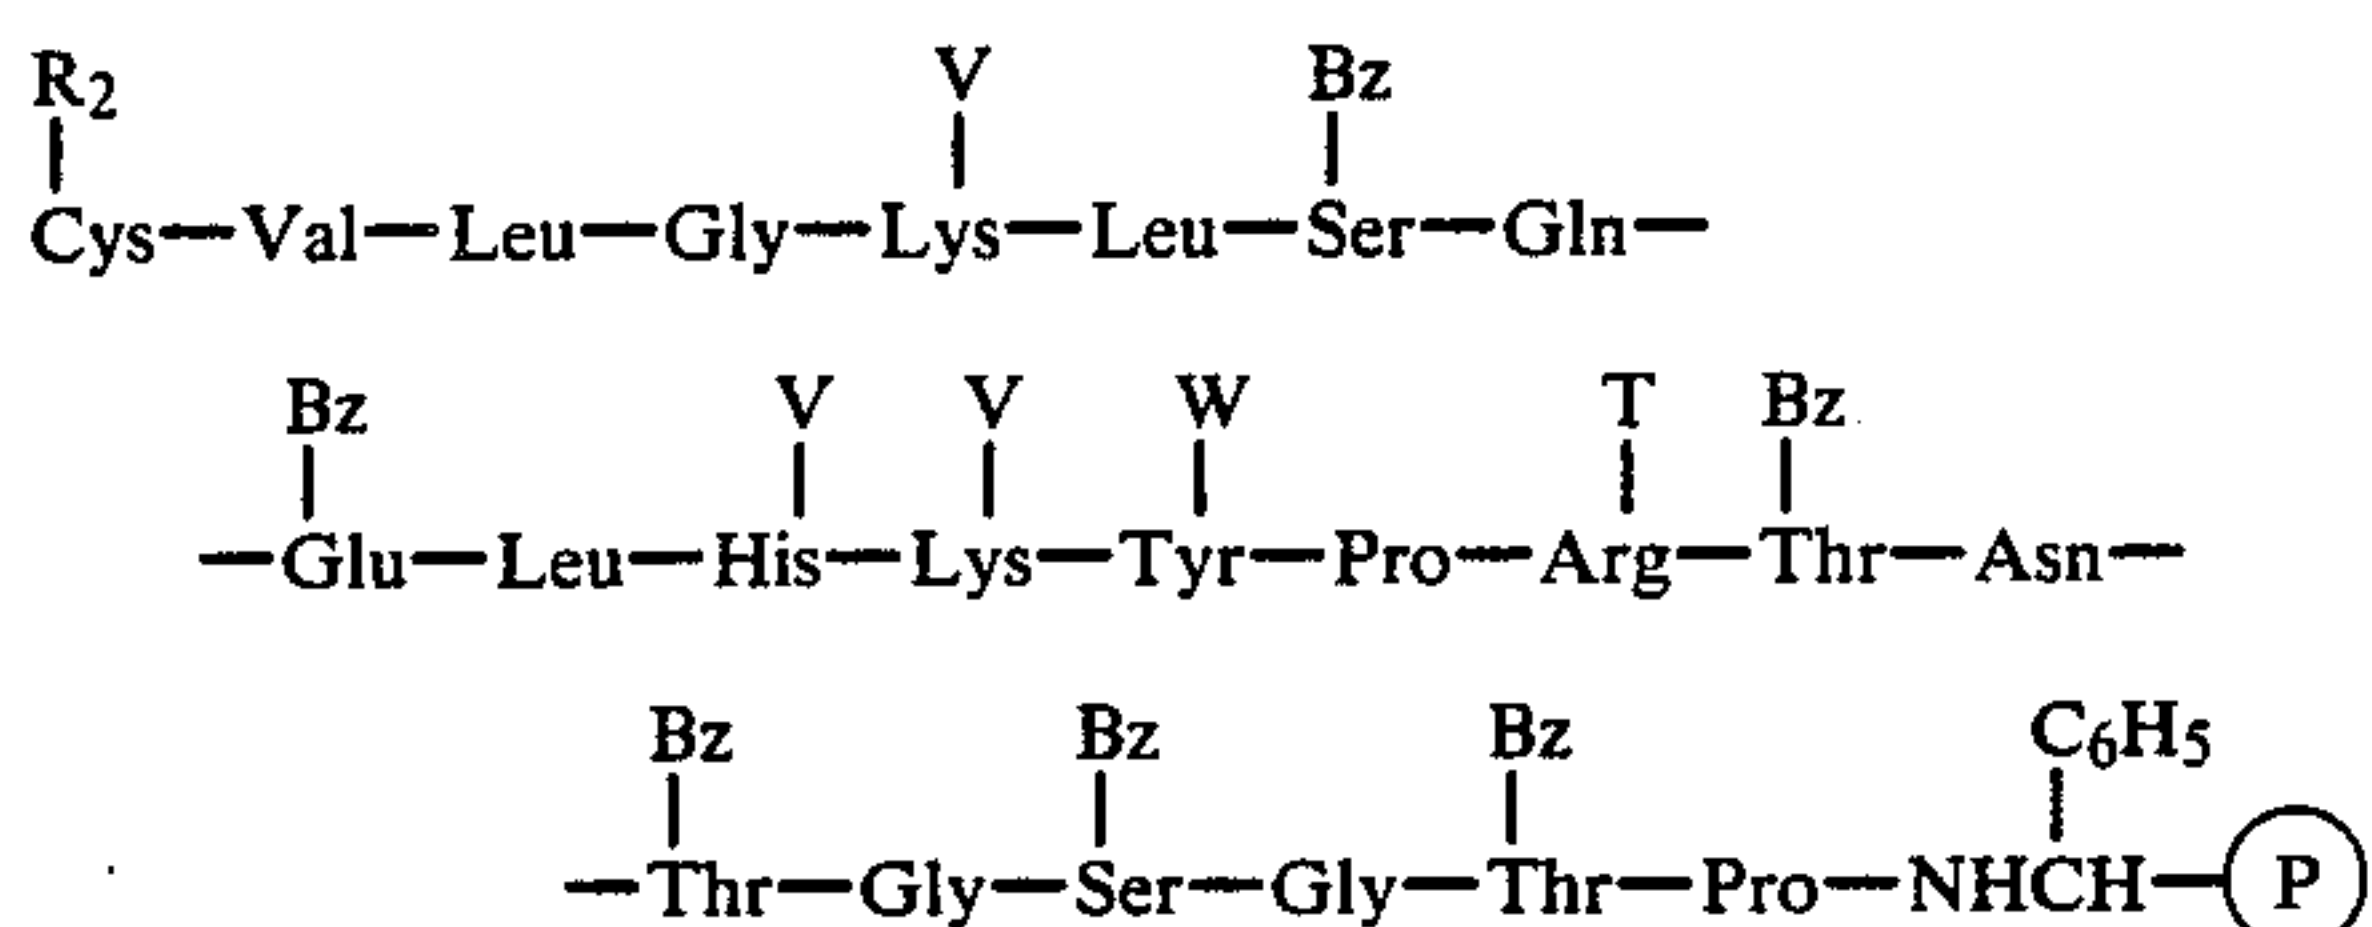 R2 V Bz
Cys—Val—Leu—Gly—Lys—Leu—Ser—Gln—
Bz V V W T Bz
—Glu—Leu—His—Lys—Tyr—Pro—Arg—Thr—Asn—
Bz Bz Bz C6H5
—Thr—Gly—Ser—Gly—Thr—Pro—NHCH—P